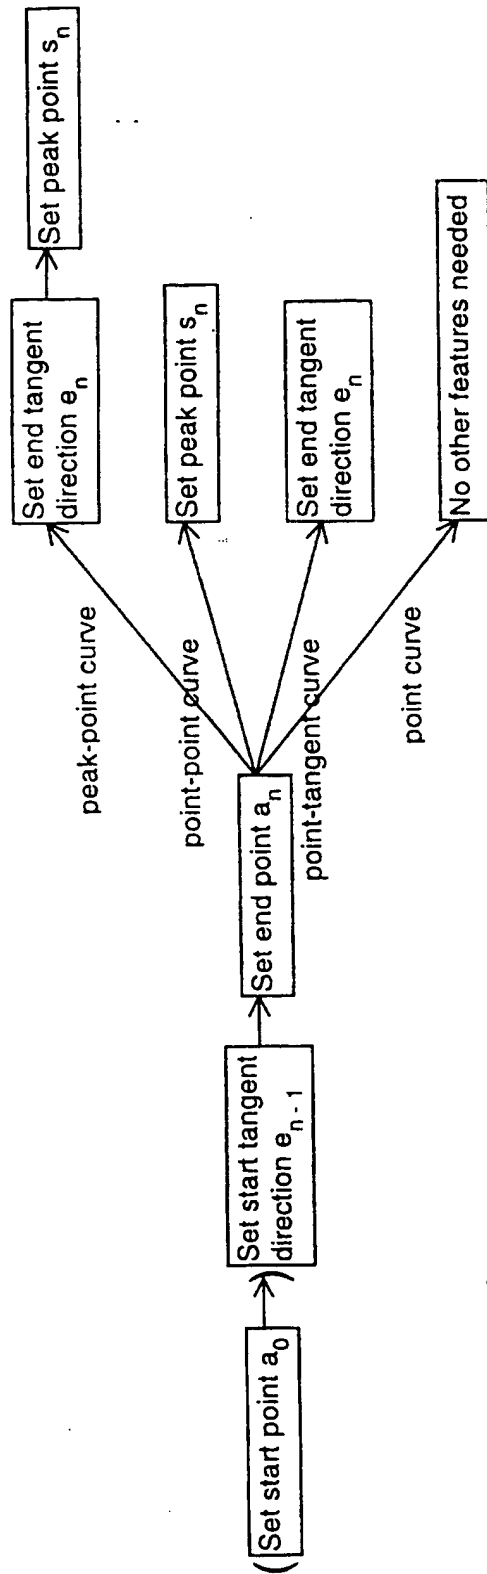 (Set start point a₀)
Set start tangent
direction eₙ₋₁
Set end point aₙ
peak-point curve
Set end tangent
direction eₙ
Set peak point sₙ
point-point curve
Set peak point sₙ
point-tangent curve
Set end tangent
direction eₙ
point curve
No other features needed